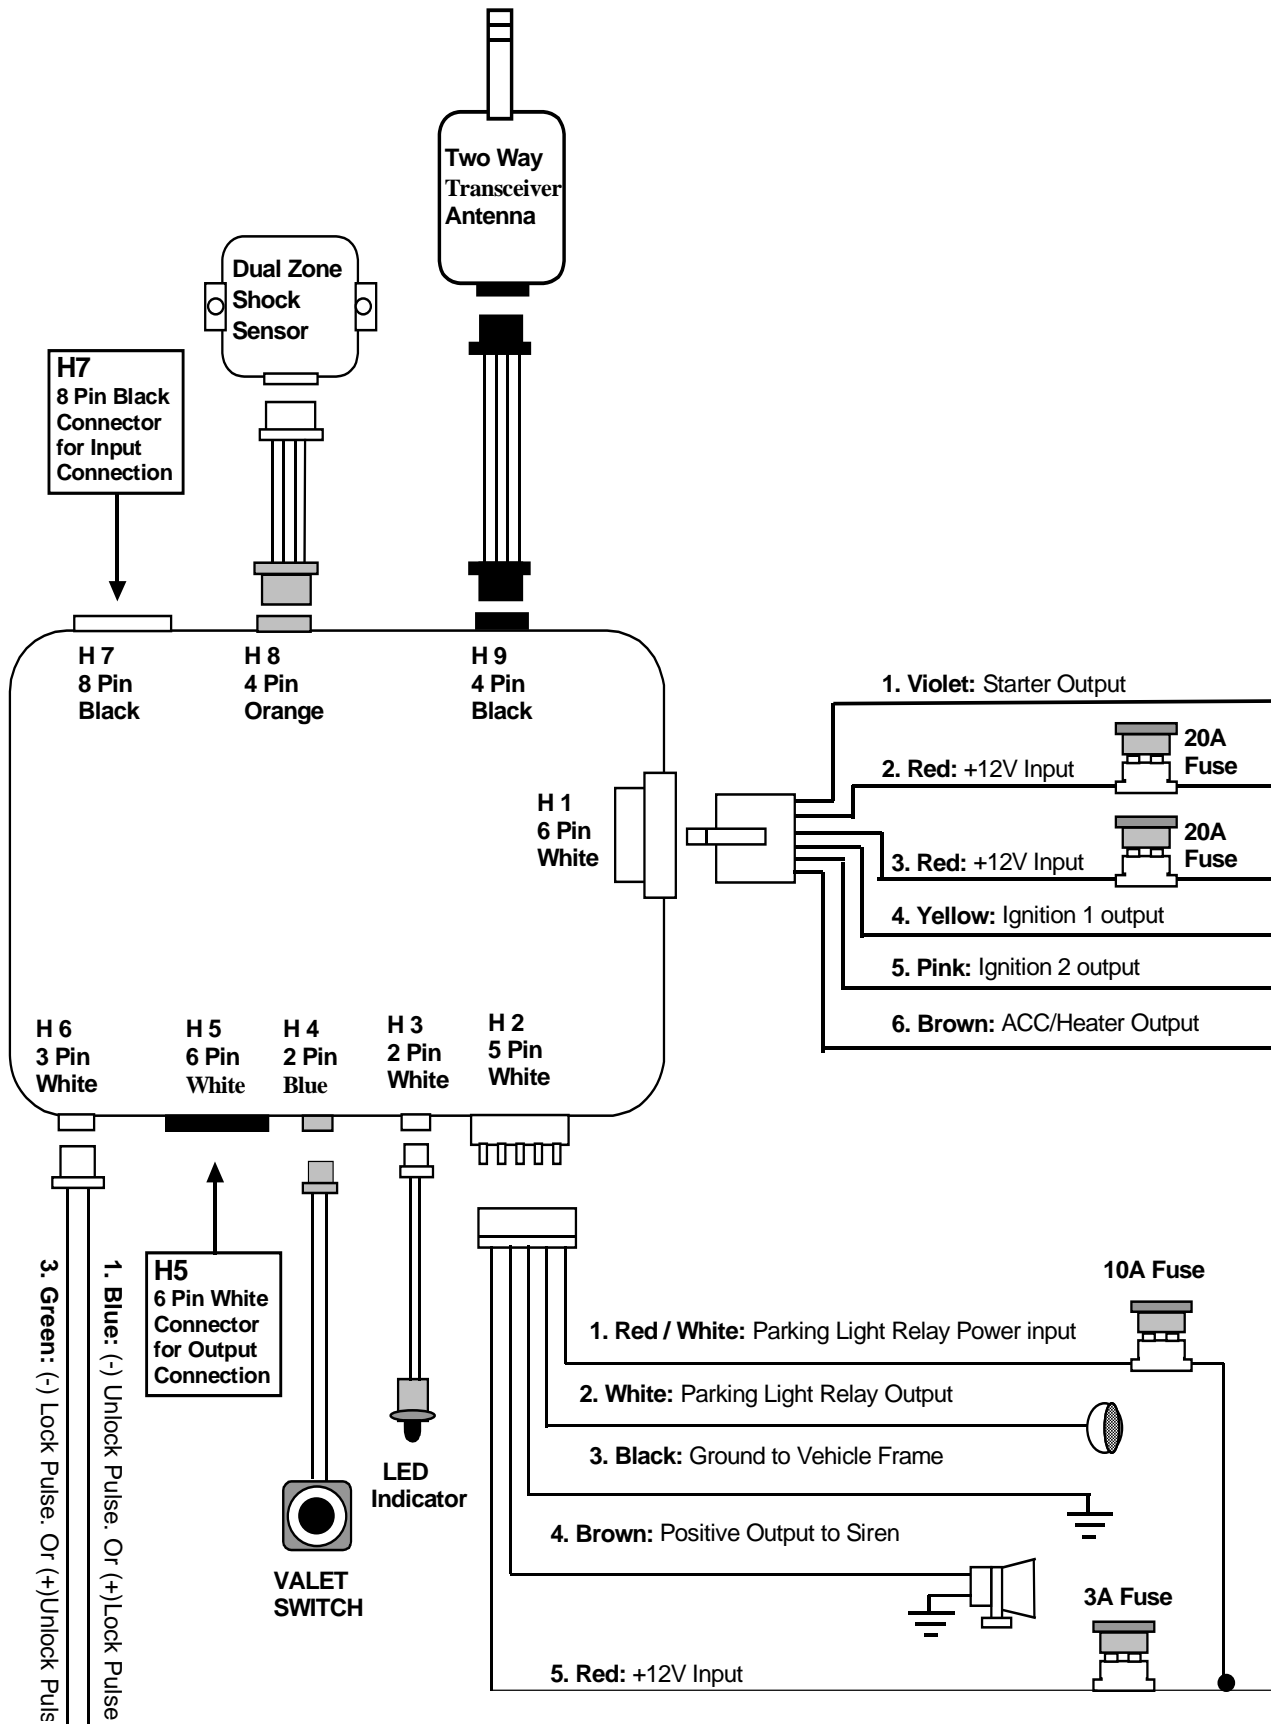 Two Way
Transceiver
Antenna
Dual Zone
Shock
Sensor
H7
8 Pin Black
Connector
for Input
Connection
H 7
8 Pin
Black
H 8
4 Pin
Orange
H 9
4 Pin
Black
H 1
6 Pin
White
1. Violet: Starter Output
20A
Fuse
2. Red: +12V Input
20A
Fuse
3. Red: +12V Input
4. Yellow: Ignition 1 output
5. Pink: Ignition 2 output
6. Brown: ACC/Heater Output
H 6
3 Pin
White
H 5
6 Pin
White
H 4
2 Pin
Blue
H 3
2 Pin
White
H 2
5 Pin
White
3. Green: (-) Lock Pulse. Or (+)Unlock Puls
1. Blue: (-) Unlock Pulse. Or (+)Lock Pulse
H5
6 Pin White
Connector
for Output
Connection
VALET
SWITCH
LED
Indicator
10A Fuse
1. Red / White: Parking Light Relay Power input
2. White: Parking Light Relay Output
3. Black: Ground to Vehicle Frame
4. Brown: Positive Output to Siren
3A Fuse
5. Red: +12V Input